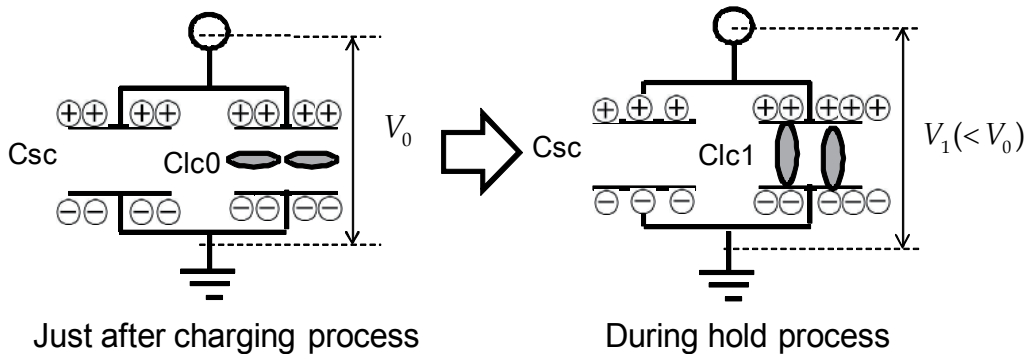 ⊕⊕ ⊕⊕ ⊕⊕ ⊕⊕
V₀
Csc
Clc0
⊖⊖ ⊖⊖ ⊖⊖ ⊖⊖
Just after charging process
⊕ ⊕ ⊕ ⊕⊕ ⊕⊕⊕
V₁(< V₀)
Csc
Clc1
⊖ ⊖ ⊖ ⊖⊖ ⊖⊖⊖
During hold process